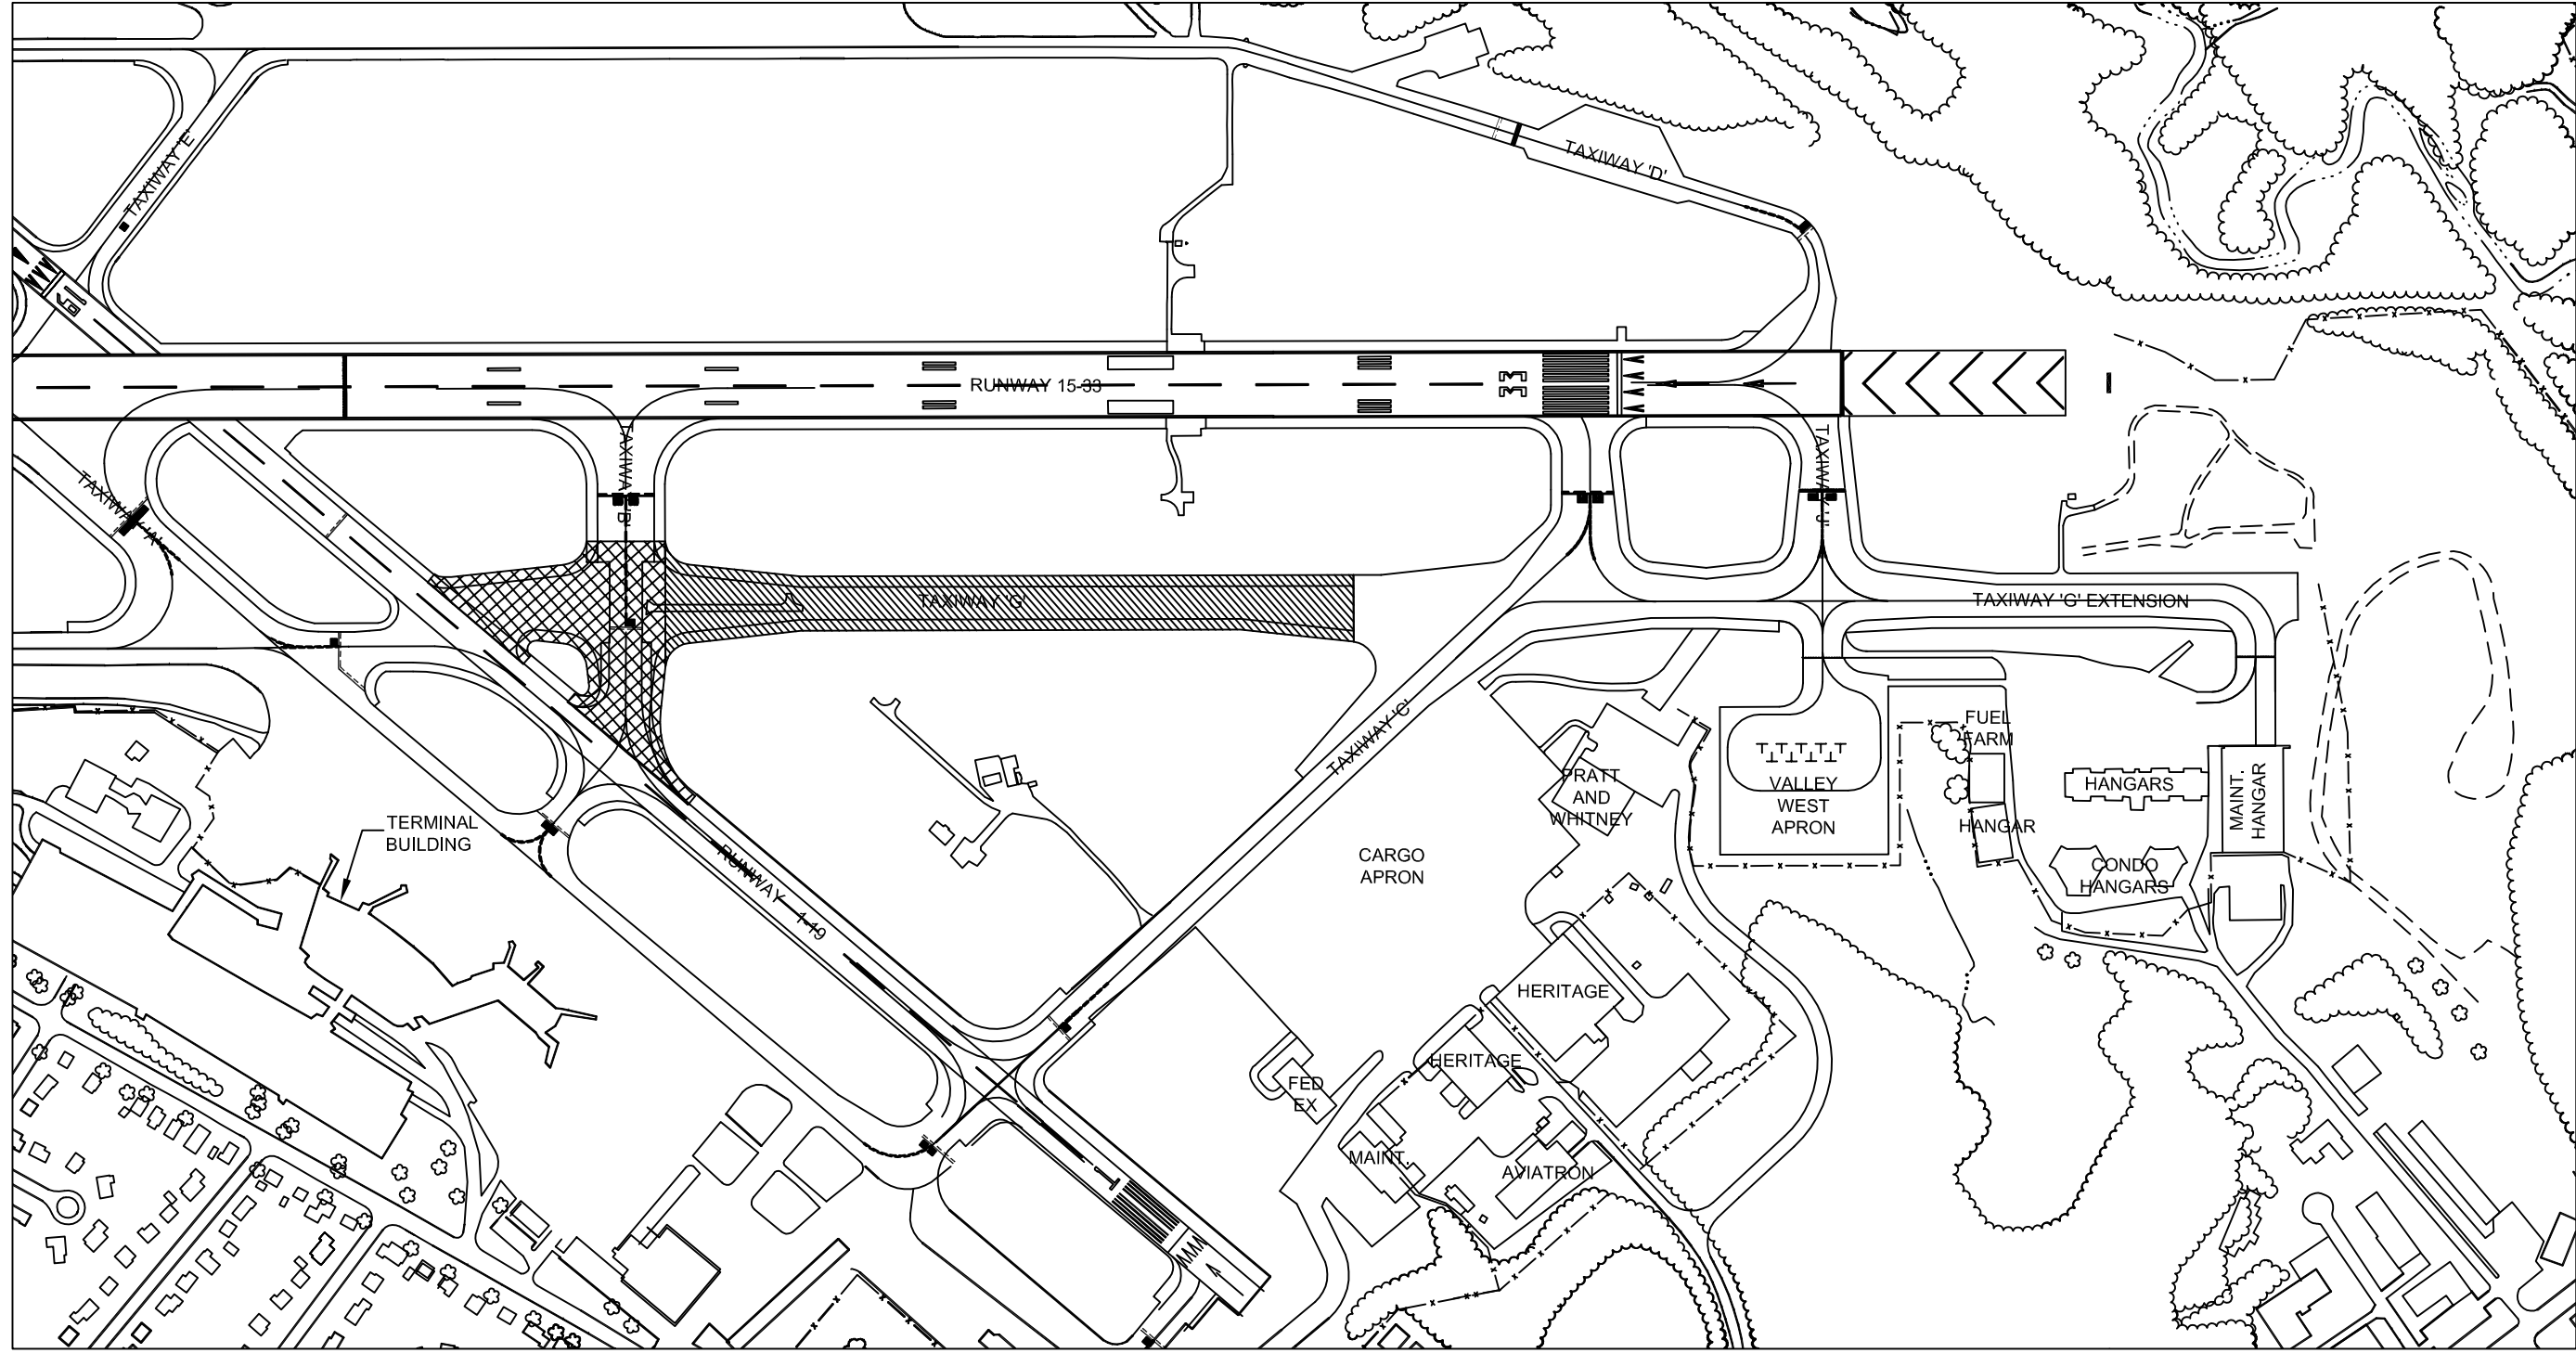 TAXIWAY 'E'
TAXIWAY 'D'
19
RUNWAY 15-33
33
TAXIWAY 'A'
TAXIWAY 'B'
TAXIWAY 'J'
TAXIWAY 'G'
TAXIWAY 'G' EXTENSION
TAXIWAY 'C'
FUEL
FARM
PRATT
AND
WHITNEY
VALLEY
WEST
APRON
HANGARS
MAINT.
HANGAR
HANGAR
TERMINAL
BUILDING
CARGO
APRON
CONDO
HANGARS
RUNWAY 1-19
HERITAGE
HERITAGE
FED
EX
MAINT.
AVIATRON
1